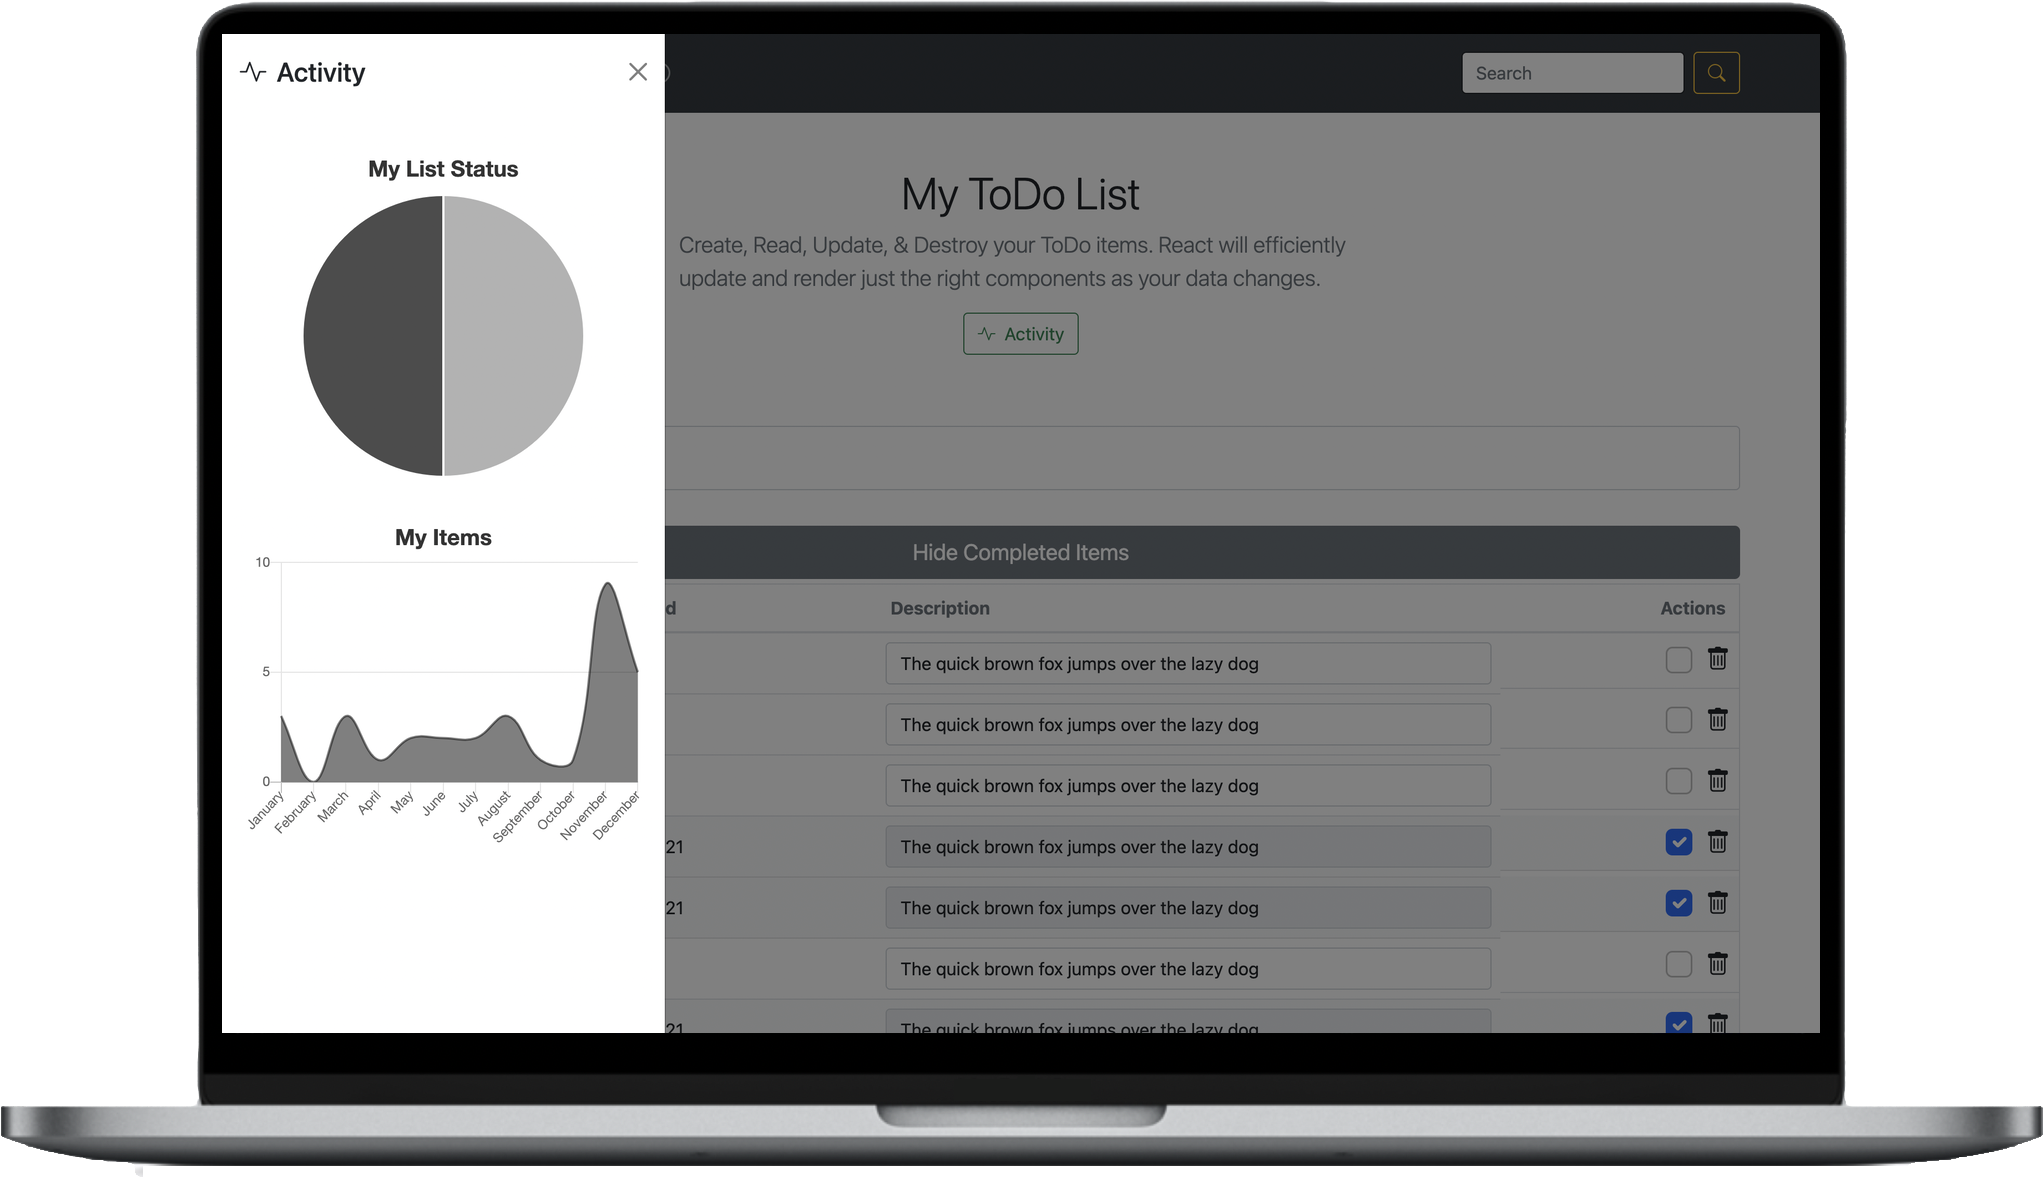 Activity
Search
My List Status
My ToDo List
Create, Read, Update, & Destroy your ToDo items. React will efficiently
update and render just the right components as your data changes.
Activity
My Items
10
5
0
January
February
March
April
May
June
July
August
September
October
November
December
Hide Completed Items
d
Description
Actions
The quick brown fox jumps over the lazy dog
The quick brown fox jumps over the lazy dog
The quick brown fox jumps over the lazy dog
21
The quick brown fox jumps over the lazy dog
21
The quick brown fox jumps over the lazy dog
The quick brown fox jumps over the lazy dog
21
The quick brown fox jumps over the lazy dog